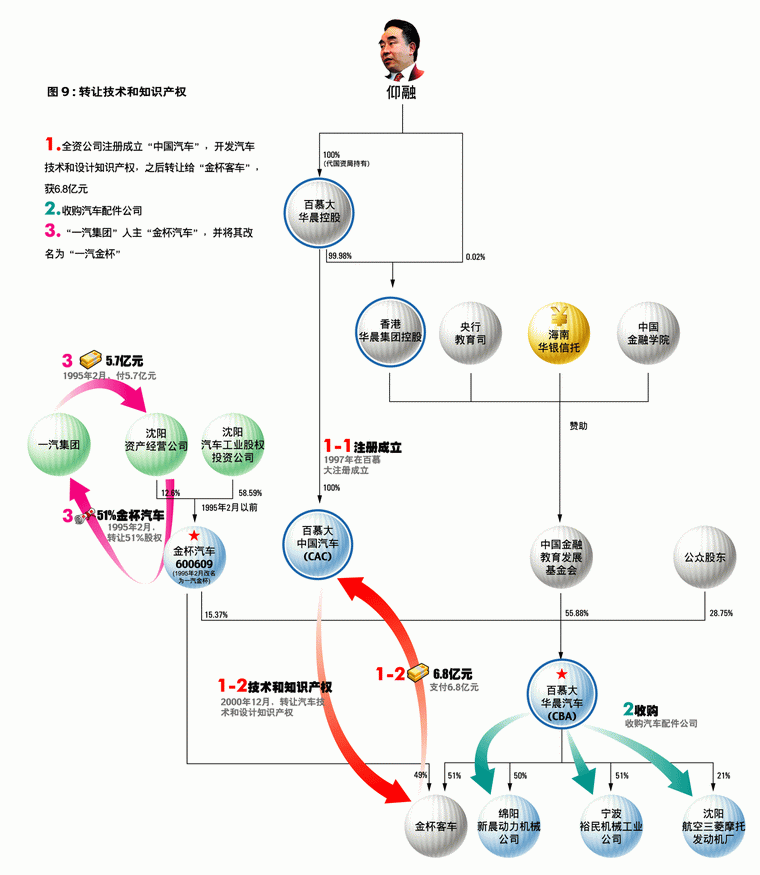 仰融
图9：转让技术和知识产权
1.全资公司注册成立“中国汽车”，开发汽车
技术和设计知识产权，之后转让给“金杯客车”，
获6.8亿元
2.收购汽车配件公司
3.“一汽集团”入主“金杯汽车”，并将其改
名为“一汽金杯”
100%
(代国资局持有)
百慕大
华晨控股
99.98%
0.02%
香港
华晨集团控股
央行
教育司
海南
华银信托
中国
金融学院
赞助
3 5.7亿元
1995年2月，付5.7亿元
一汽集团
沈阳
资产经营公司
沈阳
汽车工业股权
投资公司
12.6%
58.59%
1995年2月以前
3 51%金杯汽车
1995年2月，
转让51%股权
金杯汽车
600609
(1995年2月改名
为一汽金杯)
1-1注册成立
1997年在百慕
大注册成立
100%
百慕大
中国汽车
(CAC)
中国金融
教育发展
基金会
公众股东
15.37%
55.88%
28.75%
1-2技术和知识产权
2000年12月，转让汽车技
术和设计知识产权
1-2 6.8亿元
支付6.8亿元
百慕大
华晨汽车
(CBA)
2收购
收购汽车配件公司
49%
51%
50%
51%
21%
金杯客车
绵阳
新晨动力机械
公司
宁波
裕民机械工业
公司
沈阳
航空三菱摩托
发动机厂